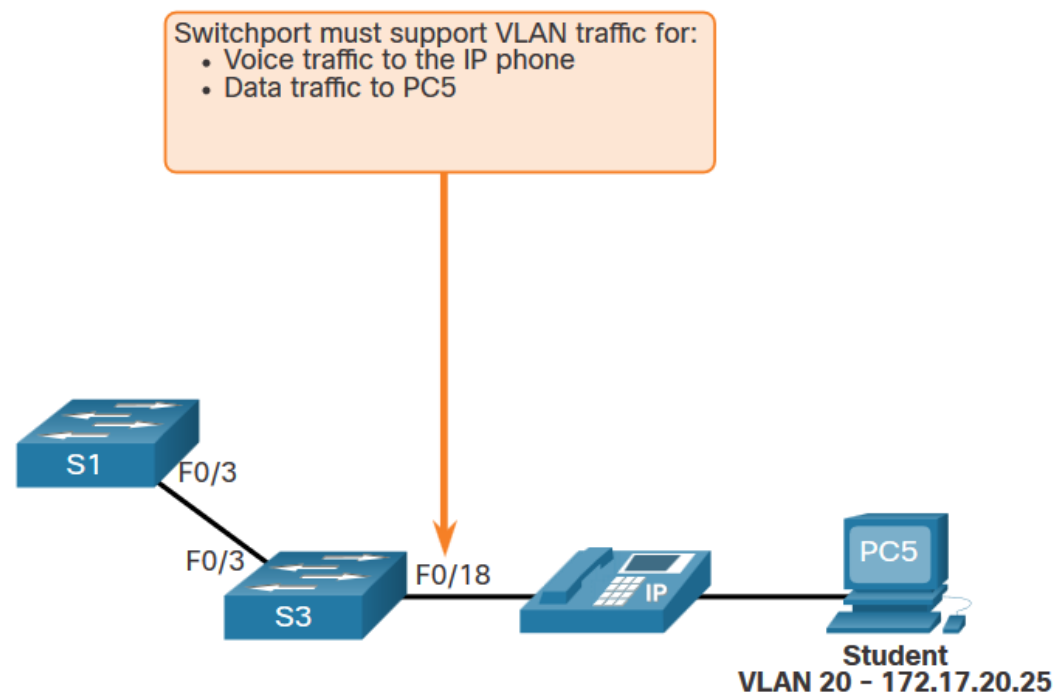 Switchport must support VLAN traffic for:
• Voice traffic to the IP phone
• Data traffic to PC5
S1
F0/3
F0/3
S3
F0/18
IP
PC5
Student
VLAN 20 – 172.17.20.25